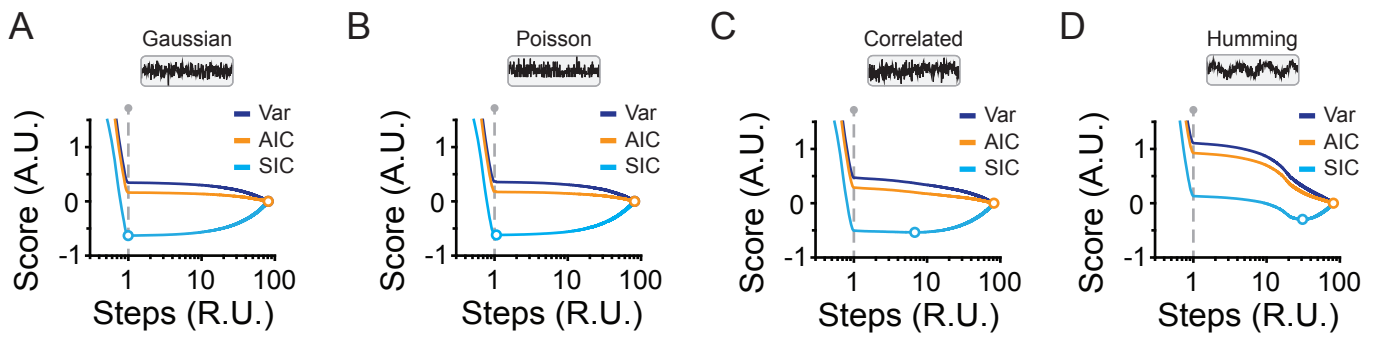 A
Gaussian
Var
AIC
SIC
Score (A.U.)
1
0
-1
1
10
100
Steps (R.U.)
B
Poisson
Var
AIC
SIC
Score (A.U.)
1
0
-1
1
10
100
Steps (R.U.)
C
Correlated
Var
AIC
SIC
Score (A.U.)
1
0
-1
1
10
100
Steps (R.U.)
D
Humming
Var
AIC
SIC
Score (A.U.)
1
0
-1
1
10
100
Steps (R.U.)